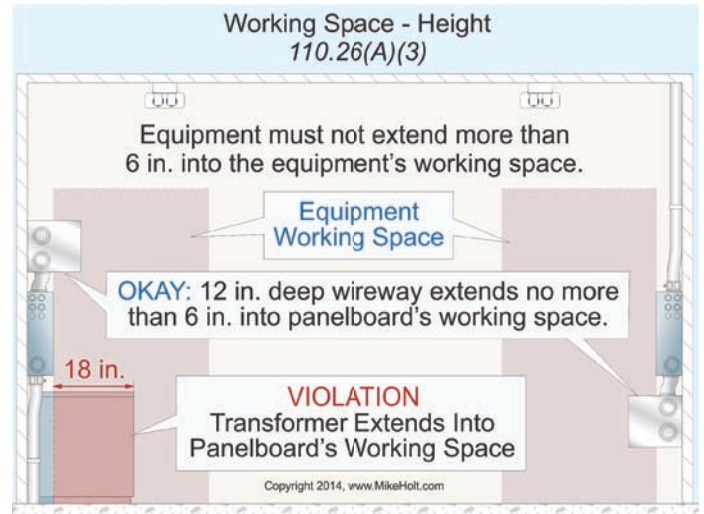 Working Space - Height
110.26(A)(3)
Equipment must not extend more than
6 in. into the equipment's working space.
Equipment
Working Space
OKAY: 12 in. deep wireway extends no more
than 6 in. into panelboard's working space.
18 in.
VIOLATION
Transformer Extends Into
Panelboard's Working Space
Copyright 2014, www.MikeHolt.com